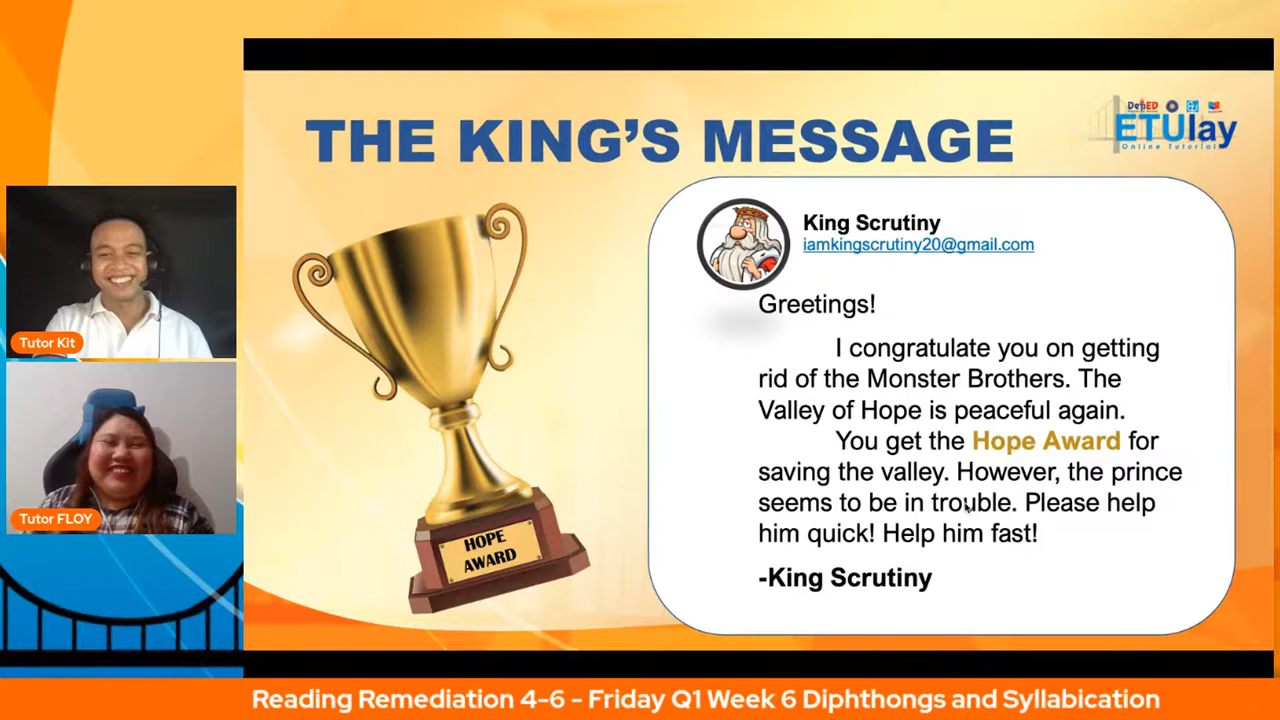 THE KING'S MESSAGE
DepED
ETUlay
Online Tutorial
King Scrutiny
iamkingscrutiny20@gmail.com
Greetings!
I congratulate you on getting
rid of the Monster Brothers. The
Valley of Hope is peaceful again.
You get the Hope Award for
saving the valley. However, the prince
seems to be in trouble. Please help
him quick! Help him fast!
-King Scrutiny
HOPE
AWARD
Tutor Kit
Tutor FLOY
Reading Remediation 4-6 - Friday Q1 Week 6 Diphthongs and Syllabication